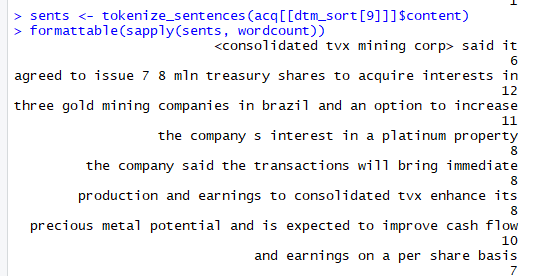 1
> sents <- tokenize_sentences(acq[[dtm_sort[9]]]$content)
> formattable(sapply(sents, wordcount))
<consolidated tvx mining corp> said it
6
agreed to issue 7 8 mln treasury shares to acquire interests in
12
three gold mining companies in brazil and an option to increase
11
the company s interest in a platinum property
8
the company said the transactions will bring immediate
8
production and earnings to consolidated tvx enhance its
8
precious metal potential and is expected to improve cash flow
10
and earnings on a per share basis
7